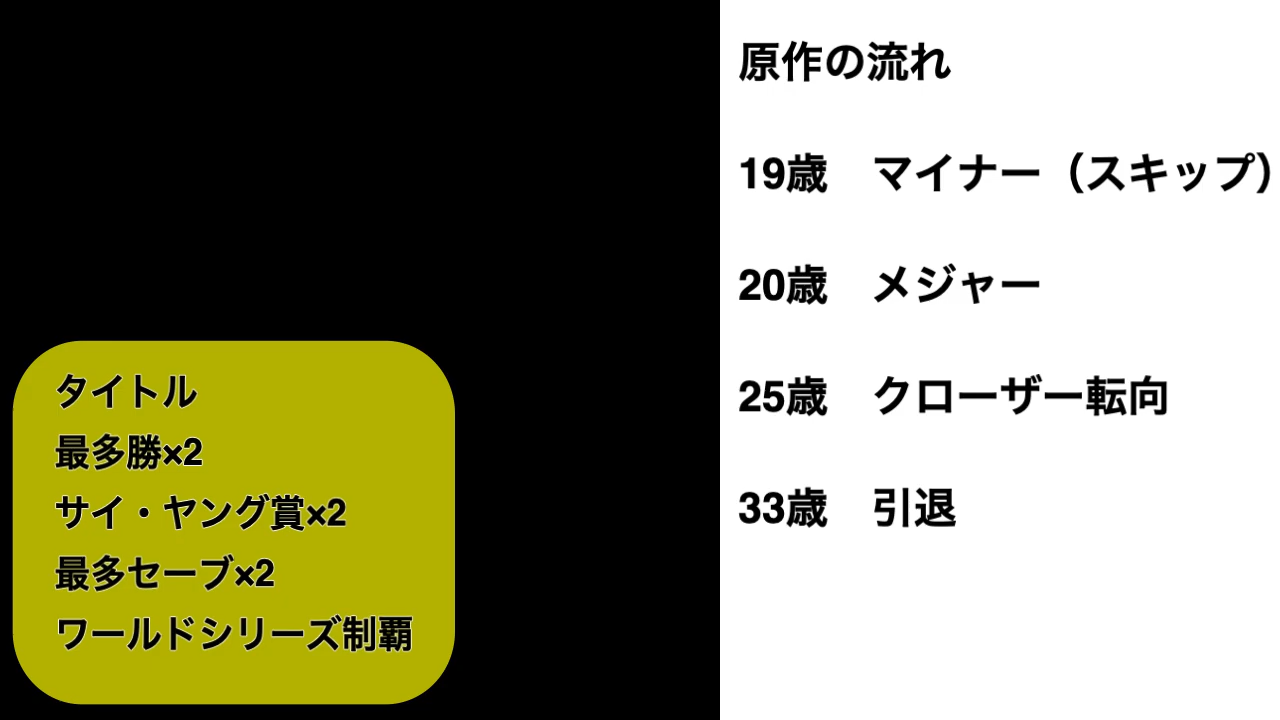 原作の流れ
19歳　マイナー（スキップ）
20歳　メジャー
25歳　クローザー転向
33歳　引退
タイトル
最多勝×2
サイ・ヤング賞×2
最多セーブ×2
ワールドシリーズ制覇